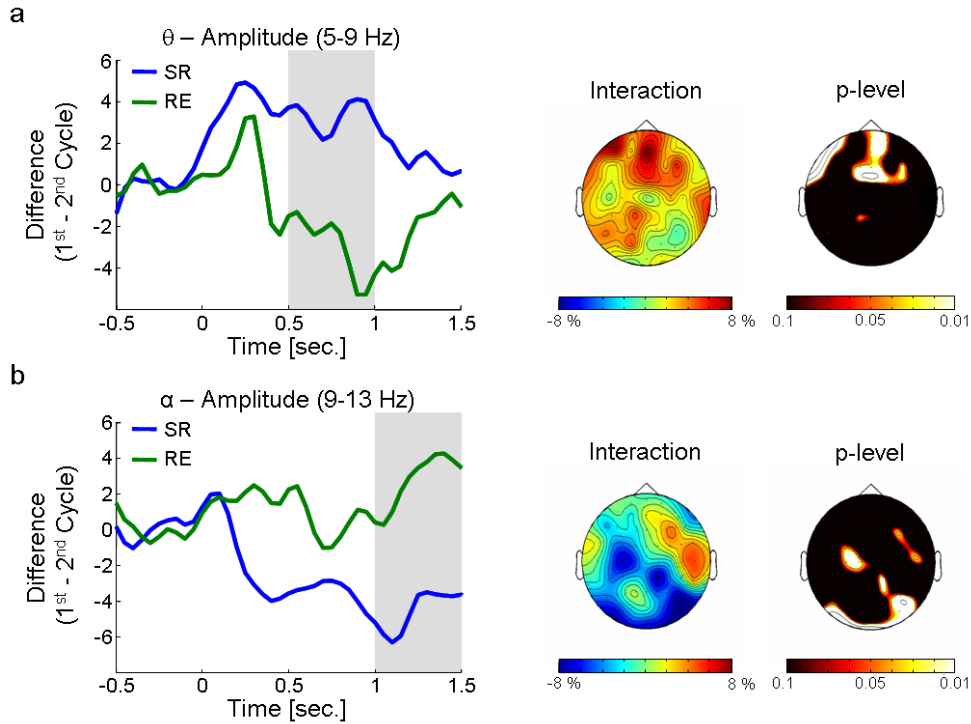 a
θ – Amplitude (5-9 Hz)
SR
RE
Difference
(1st - 2nd Cycle)
6
4
2
0
-2
-4
-0.5 0 0.5 1 1.5
Time [sec.]
Interaction
-8 % 8 %
p-level
0.1 0.05 0.01
b
α – Amplitude (9-13 Hz)
SR
RE
Difference
(1st - 2nd Cycle)
6
4
2
0
-2
-4
-6
-0.5 0 0.5 1 1.5
Time [sec.]
Interaction
-8 % 8 %
p-level
0.1 0.05 0.01